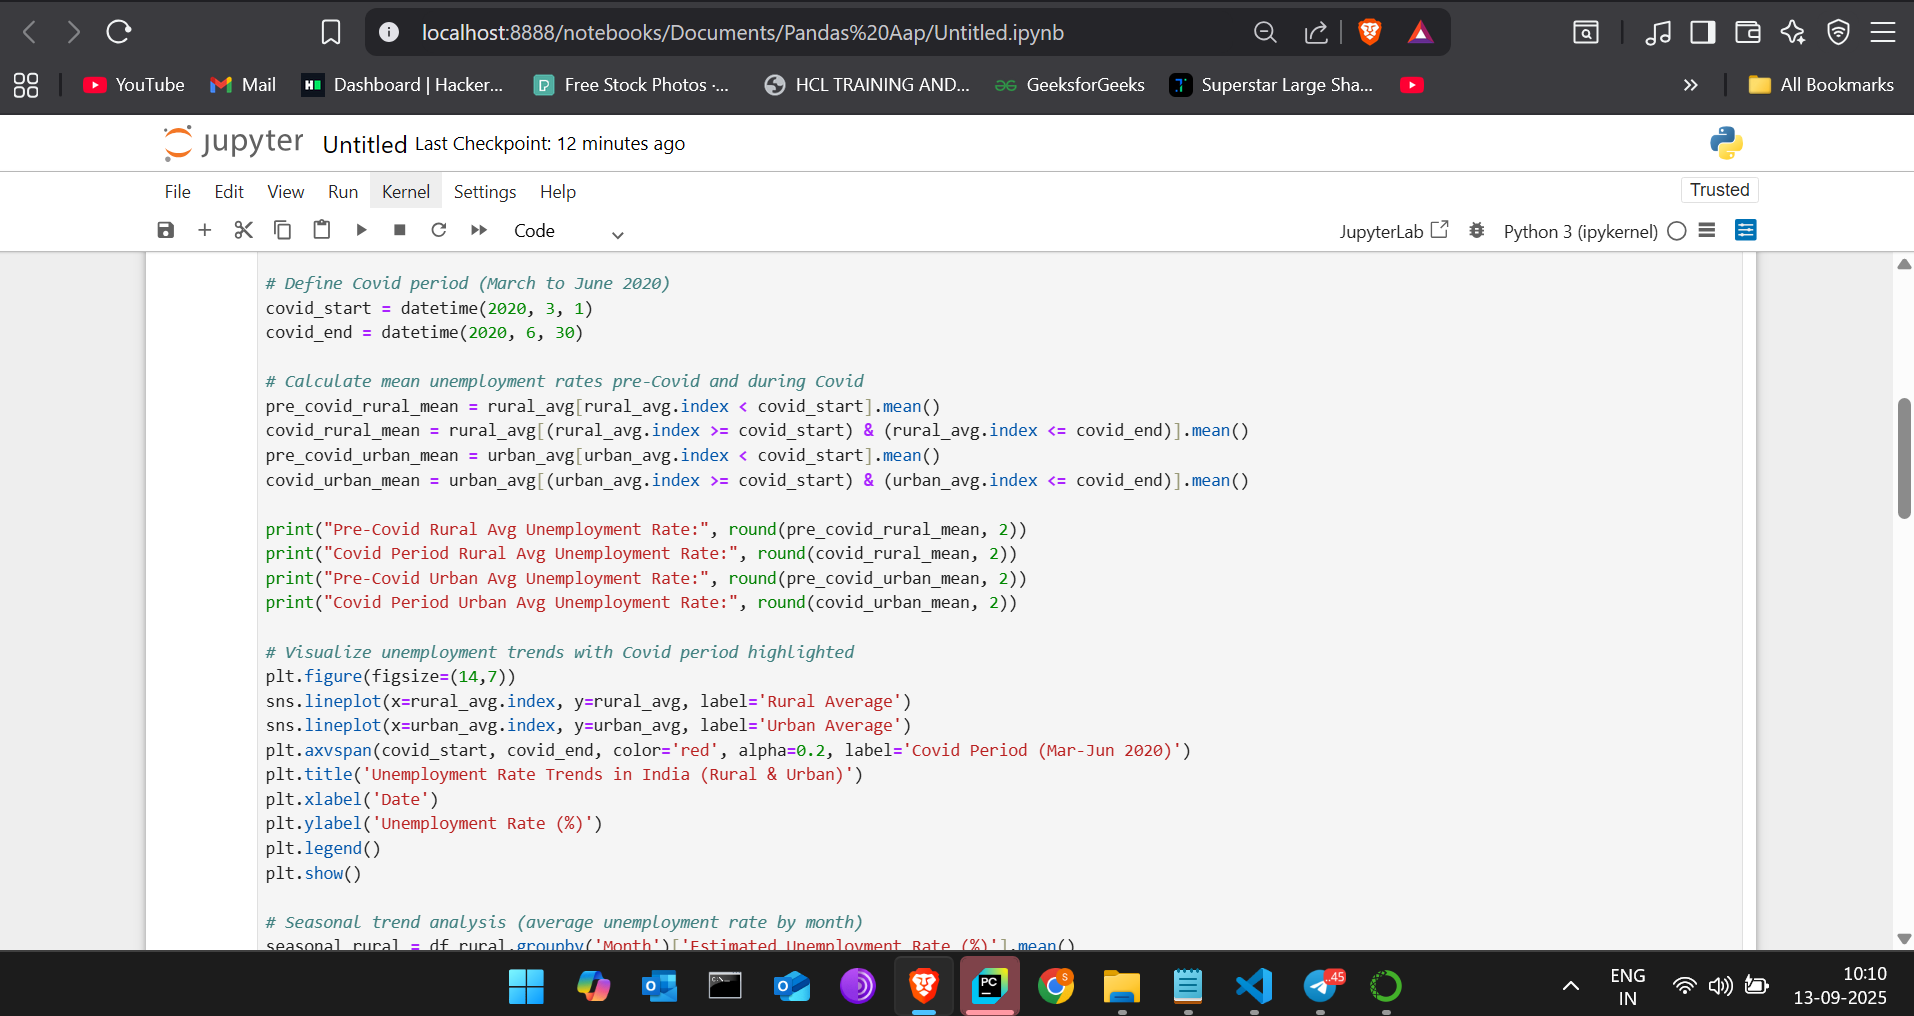 localhost:8888/notebooks/Documents/Pandas%20Aap/Untitled.ipynb
YouTube
Mail
Dashboard | Hacker...
Free Stock Photos ·...
HCL TRAINING AND...
GeeksforGeeks
Superstar Large Sha...
All Bookmarks
jupyter Untitled Last Checkpoint: 12 minutes ago
File Edit View Run Kernel Settings Help
Trusted
Code
JupyterLab
Python 3 (ipykernel)
# Define Covid period (March to June 2020)
covid_start = datetime(2020, 3, 1)
covid_end = datetime(2020, 6, 30)
# Calculate mean unemployment rates pre-Covid and during Covid
pre_covid_rural_mean = rural_avg[rural_avg.index < covid_start].mean()
covid_rural_mean = rural_avg[(rural_avg.index >= covid_start) & (rural_avg.index <= covid_end)].mean()
pre_covid_urban_mean = urban_avg[urban_avg.index < covid_start].mean()
covid_urban_mean = urban_avg[(urban_avg.index >= covid_start) & (urban_avg.index <= covid_end)].mean()
print("Pre-Covid Rural Avg Unemployment Rate:", round(pre_covid_rural_mean, 2))
print("Covid Period Rural Avg Unemployment Rate:", round(covid_rural_mean, 2))
print("Pre-Covid Urban Avg Unemployment Rate:", round(pre_covid_urban_mean, 2))
print("Covid Period Urban Avg Unemployment Rate:", round(covid_urban_mean, 2))
# Visualize unemployment trends with Covid period highlighted
plt.figure(figsize=(14,7))
sns.lineplot(x=rural_avg.index, y=rural_avg, label='Rural Average')
sns.lineplot(x=urban_avg.index, y=urban_avg, label='Urban Average')
plt.axvspan(covid_start, covid_end, color='red', alpha=0.2, label='Covid Period (Mar-Jun 2020)')
plt.title('Unemployment Rate Trends in India (Rural & Urban)')
plt.xlabel('Date')
plt.ylabel('Unemployment Rate (%)')
plt.legend()
plt.show()
# Seasonal trend analysis (average unemployment rate by month)
seasonal_rural = df_rural.groupby('Month')['Estimated Unemployment Rate (%)'].mean()
PC
S
45
ENG
IN
10:10
13-09-2025